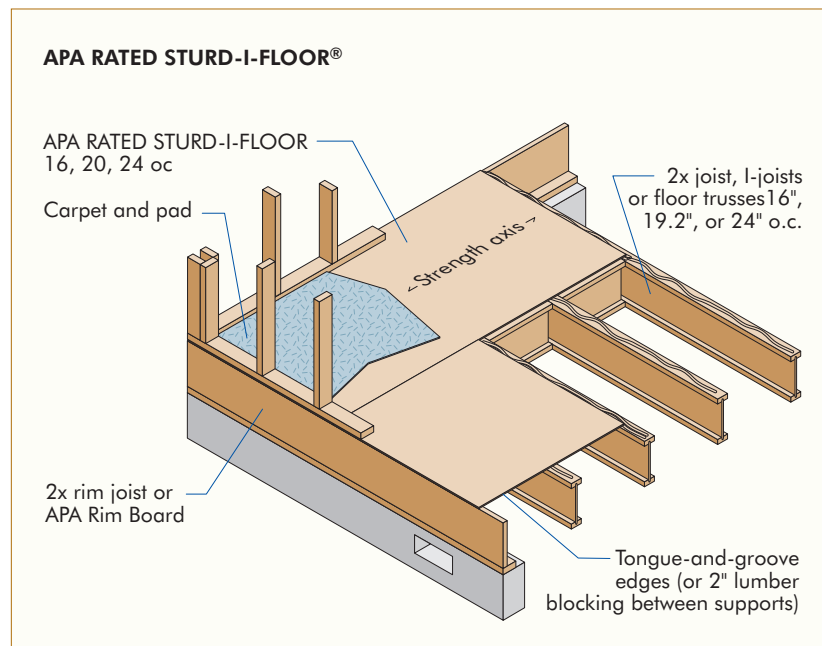 APA RATED STURD-I-FLOOR®
APA RATED STURD-I-FLOOR
16, 20, 24 oc
Carpet and pad
2x joist, I-joists
or floor trusses16",
19.2", or 24" o.c.
Strength axis
2x rim joist or
APA Rim Board
Tongue-and-groove
edges (or 2" lumber
blocking between supports)